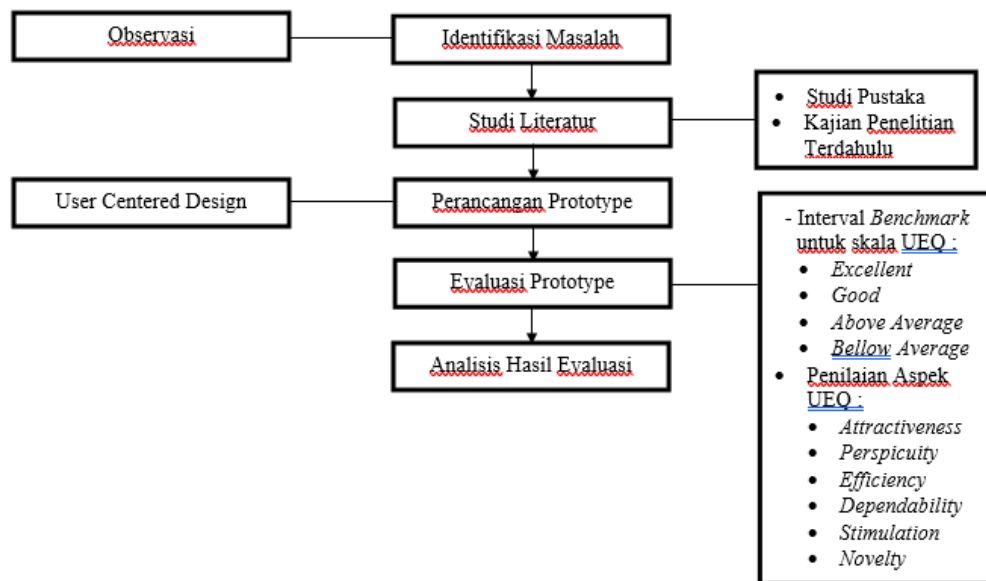 Observasi
Identifikasi Masalah
Studi Literatur
• Studi Pustaka
• Kajian Penelitian
Terdahulu
User Centered Design
Perancangan Prototype
Evaluasi Prototype
- Interval Benchmark
untuk skala UEQ :
• Excellent
• Good
• Above Average
• Bellow Average
• Penilaian Aspek
UEQ :
• Attractiveness
• Perspicuity
• Efficiency
• Dependability
• Stimulation
• Novelty
Analisis Hasil Evaluasi